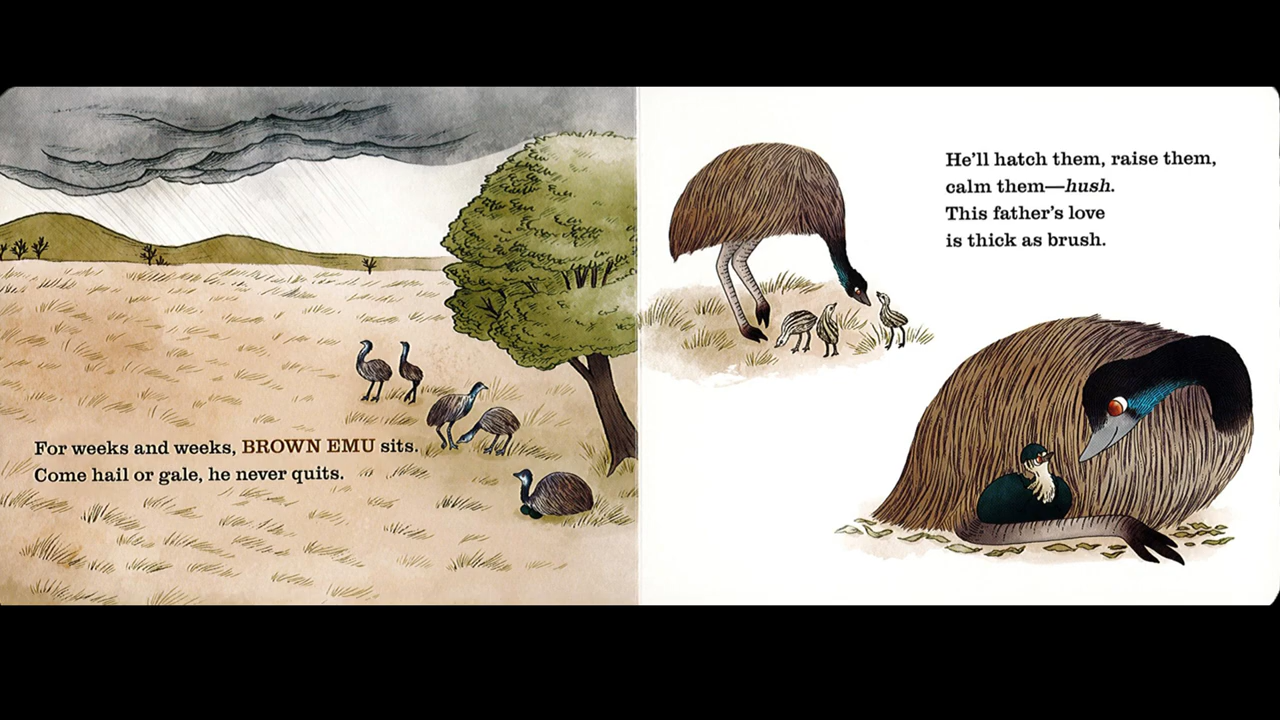 For weeks and weeks, BROWN EMU sits.
Come hail or gale, he never quits.
He’ll hatch them, raise them,
calm them—hush.
This father’s love
is thick as brush.